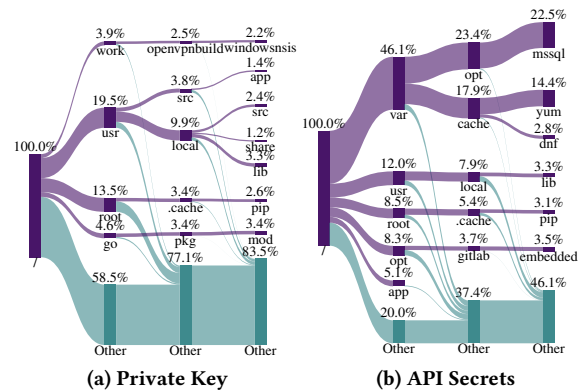 3.9%
work
2.5%
openvpnbuild
2.2%
windowsnsis
19.5%
usr
3.8%
src
1.4%
app
9.9%
local
2.4%
src
1.2%
share
3.3%
lib
100.0%
/
13.5%
root
3.4%
.cache
2.6%
pip
4.6%
go
3.4%
pkg
3.4%
mod
58.5%
Other
77.1%
Other
83.5%
Other
(a) Private Key
46.1%
var
23.4%
opt
22.5%
mssql
17.9%
cache
14.4%
yum
2.8%
dnf
100.0%
/
12.0%
usr
7.9%
local
3.3%
lib
8.5%
root
5.4%
.cache
3.1%
pip
8.3%
opt
3.7%
gitlab
3.5%
embedded
5.1%
app
20.0%
Other
37.4%
Other
46.1%
Other
(b) API Secrets